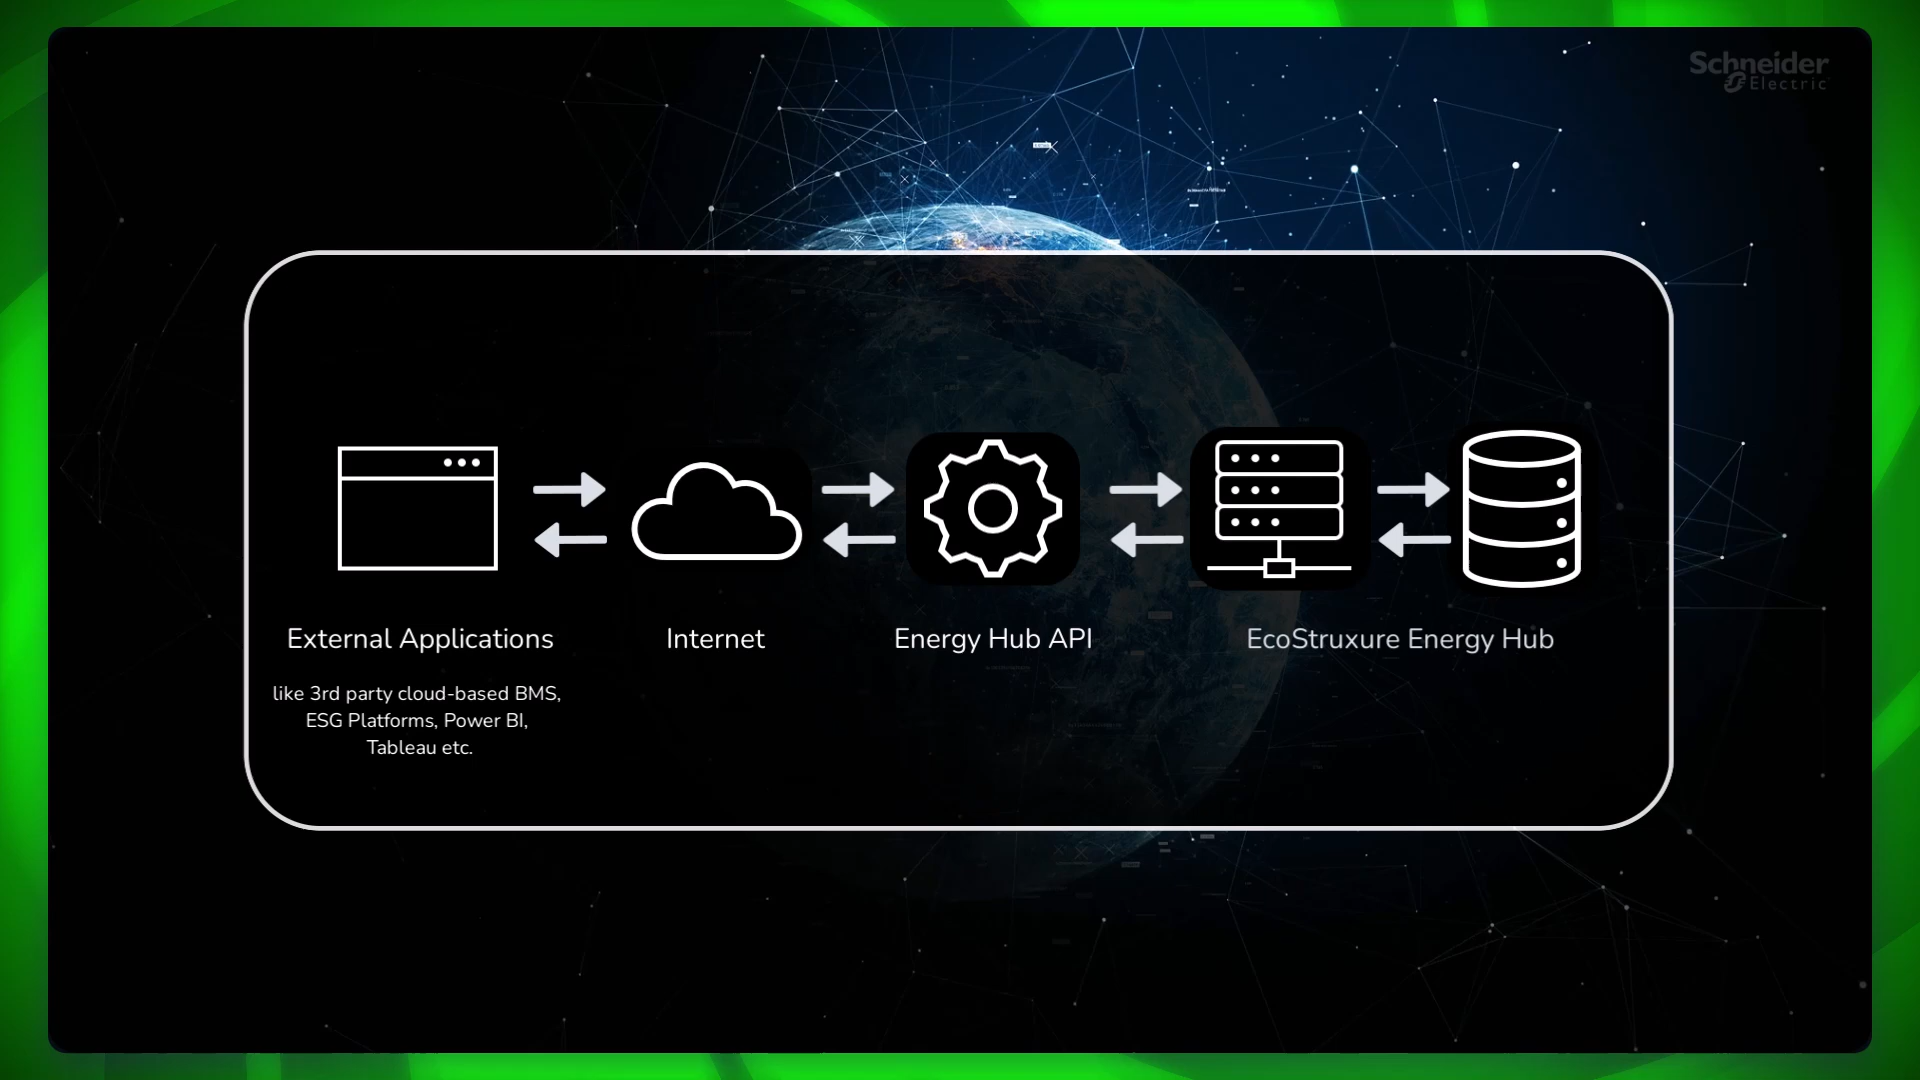 Schneider
Electric
External Applications
like 3rd party cloud-based BMS,
ESG Platforms, Power BI,
Tableau etc.
Internet
Energy Hub API
EcoStruxure Energy Hub